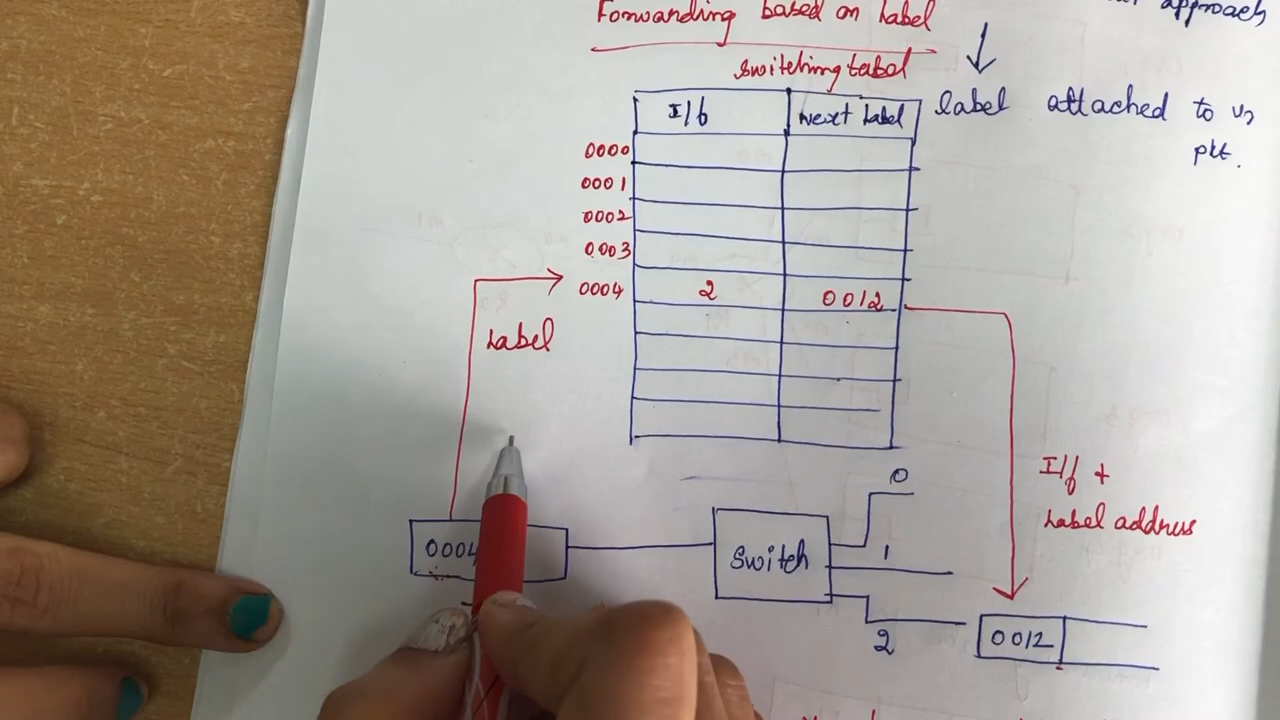 approach
Forwarding based on Label
switching tabel
label attached to
pkt.
I/f Next Label
0000
0001
0002
0003
0004 2 0012
Label
0
I/f +
Label address
0004
Switch
1
2
0012